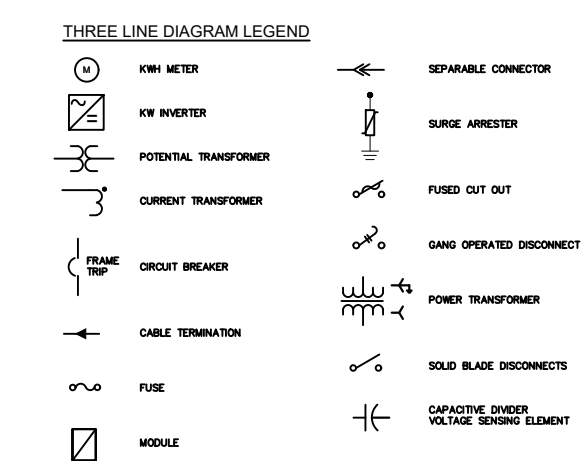 THREE LINE DIAGRAM LEGEND
M
KWH METER
KW INVERTER
POTENTIAL TRANSFORMER
CURRENT TRANSFORMER
FRAME
TRIP
CIRCUIT BREAKER
CABLE TERMINATION
FUSE
MODULE
SEPARABLE CONNECTOR
SURGE ARRESTER
FUSED CUT OUT
GANG OPERATED DISCONNECT
POWER TRANSFORMER
SOLID BLADE DISCONNECTS
CAPACITIVE DIVIDER
VOLTAGE SENSING ELEMENT